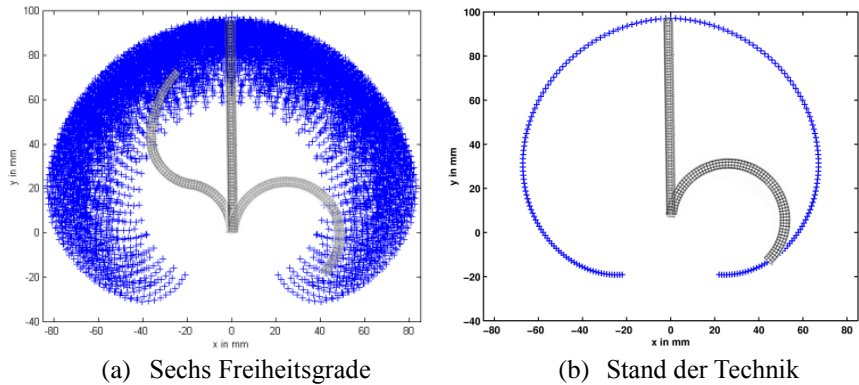 100
80
60
40
20
0
-20
-40
y in mm
-80 -60 -40 -20 0 20 40 60 80
x in mm
(a) Sechs Freiheitsgrade
100
80
60
40
20
0
−20
−40
y in mm
−80 −60 −40 −20 0 20 40 60 80
x in mm
(b) Stand der Technik